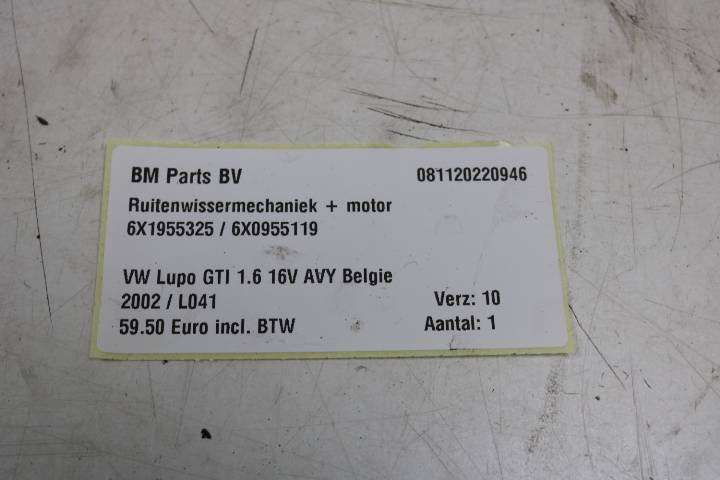 BM Parts BV 081120220946
Ruitenwissermechaniek + motor
6X1955325 / 6X0955119
VW Lupo GTI 1.6 16V AVY Belgie
2002 / L041 Verz: 10
59.50 Euro incl. BTW Aantal: 1